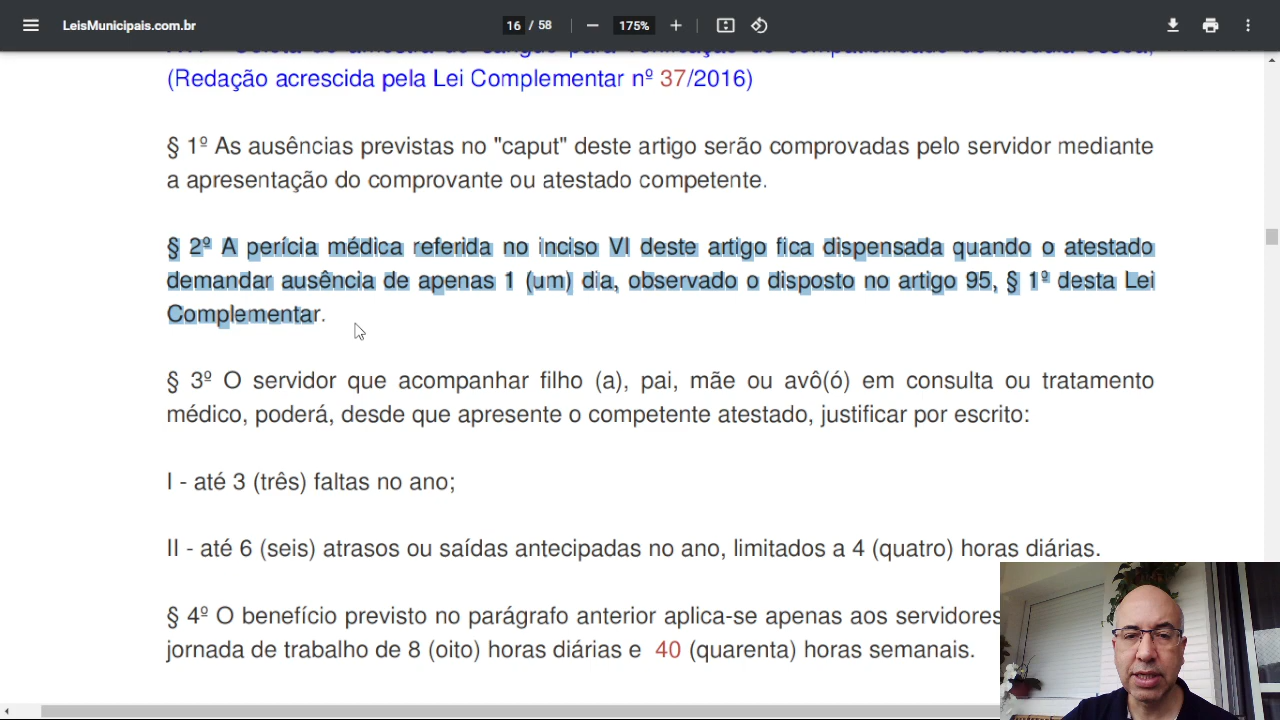 LeisMunicipais.com.br
16 / 58
175%
(Redação acrescida pela Lei Complementar nº 37/2016)
§ 1º As ausências previstas no "caput" deste artigo serão comprovadas pelo servidor mediante
a apresentação do comprovante ou atestado competente.
§ 2º A perícia médica referida no inciso VI deste artigo fica dispensada quando o atestado
demandar ausência de apenas 1 (um) dia, observado o disposto no artigo 95, § 1º desta Lei
Complementar.
§ 3º O servidor que acompanhar filho (a), pai, mãe ou avô(ó) em consulta ou tratamento
médico, poderá, desde que apresente o competente atestado, justificar por escrito:
I - até 3 (três) faltas no ano;
II - até 6 (seis) atrasos ou saídas antecipadas no ano, limitados a 4 (quatro) horas diárias.
§ 4º O benefício previsto no parágrafo anterior aplica-se apenas aos servidores
jornada de trabalho de 8 (oito) horas diárias e 40 (quarenta) horas semanais.